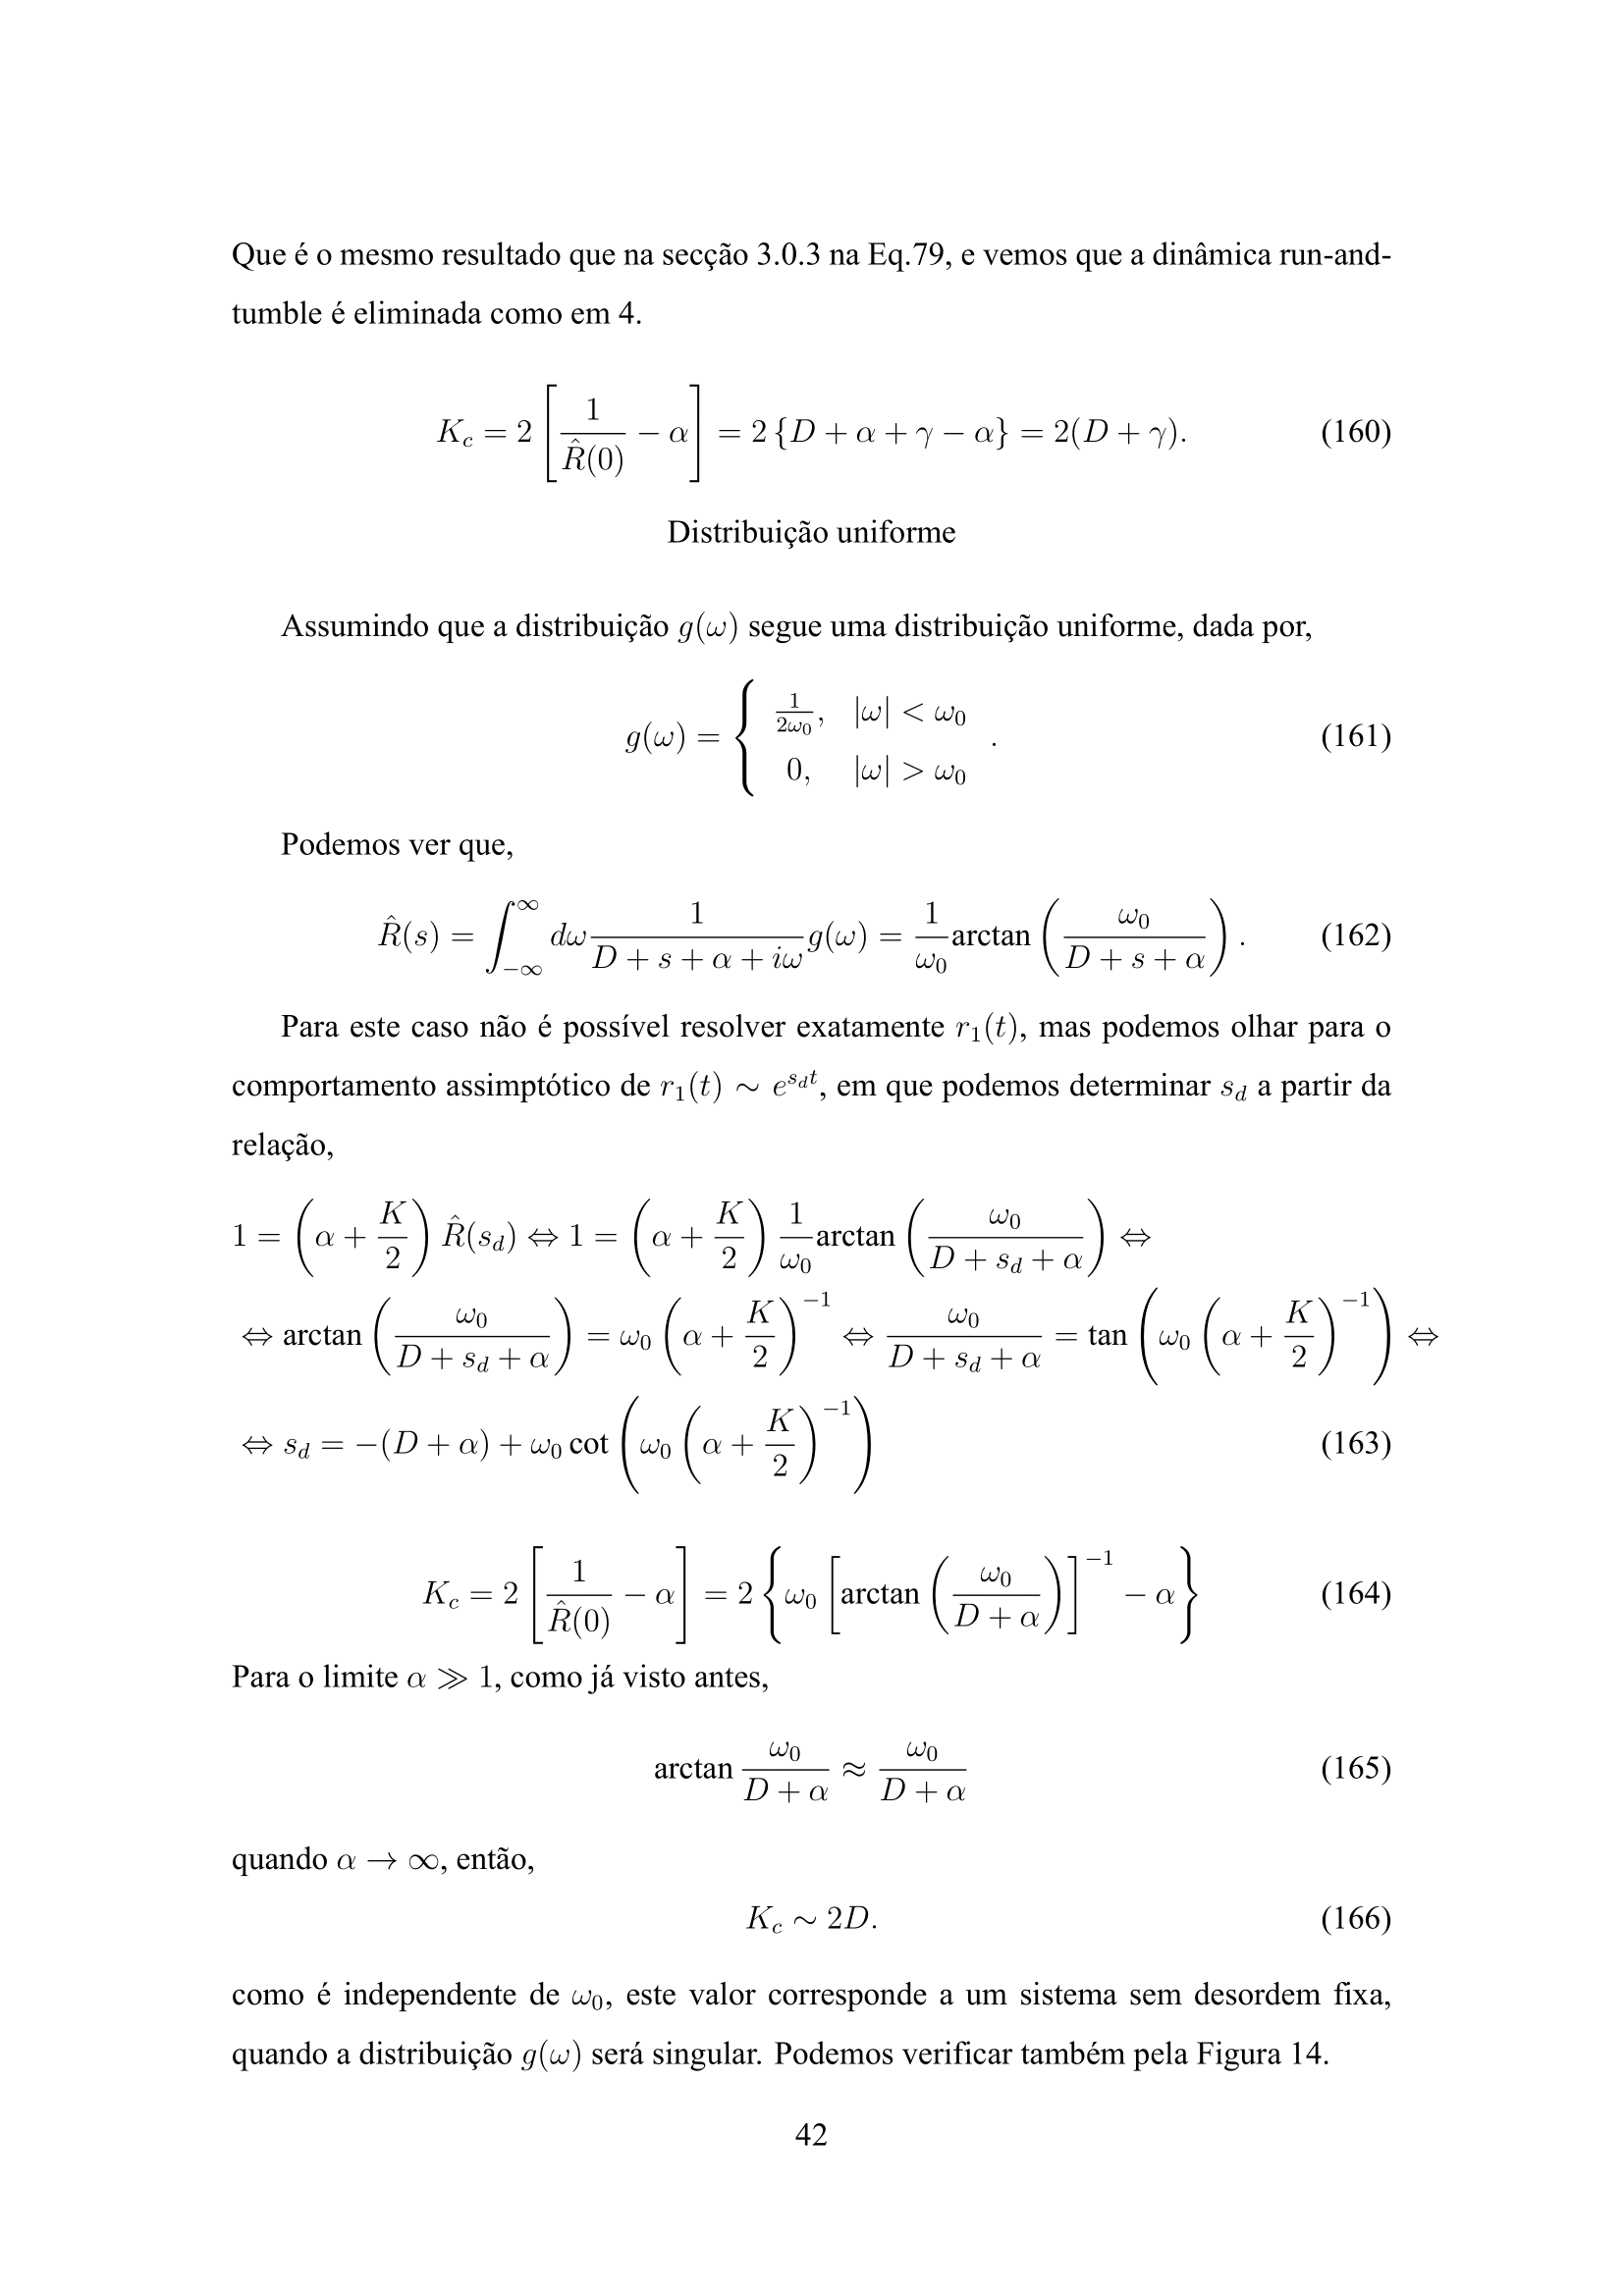 Que é o mesmo resultado que na secção 3.0.3 na Eq.79, e vemos que a dinâmica run-and-
tumble é eliminada como em 4.
$K_c = 2\left[\frac{1}{\hat{R}(0)} - \alpha\right] = 2\{D + \alpha + \gamma - \alpha\} = 2(D + \gamma).$ (160)
Distribuição uniforme
Assumindo que a distribuição $g(\omega)$ segue uma distribuição uniforme, dada por,
$g(\omega) = \begin{cases} \frac{1}{2\omega_0}, & |\omega| < \omega_0 \\ 0, & |\omega| > \omega_0 \end{cases}.$ (161)
Podemos ver que,
$\hat{R}(s) = \int_{-\infty}^{\infty} d\omega \frac{1}{D + s + \alpha + i\omega} g(\omega) = \frac{1}{\omega_0} \text{arctan}\left(\frac{\omega_0}{D + s + \alpha}\right).$ (162)
Para este caso não é possível resolver exatamente $r_1(t)$, mas podemos olhar para o
comportamento assimptótico de $r_1(t) \sim e^{s_d t}$, em que podemos determinar $s_d$ a partir da
relação,
$1 = \left(\alpha + \frac{K}{2}\right) \hat{R}(s_d) \Leftrightarrow 1 = \left(\alpha + \frac{K}{2}\right) \frac{1}{\omega_0} \text{arctan}\left(\frac{\omega_0}{D + s_d + \alpha}\right) \Leftrightarrow$
$\Leftrightarrow \text{arctan}\left(\frac{\omega_0}{D + s_d + \alpha}\right) = \omega_0 \left(\alpha + \frac{K}{2}\right)^{-1} \Leftrightarrow \frac{\omega_0}{D + s_d + \alpha} = \tan\left(\omega_0 \left(\alpha + \frac{K}{2}\right)^{-1}\right) \Leftrightarrow$
$\Leftrightarrow s_d = -(D + \alpha) + \omega_0 \cot\left(\omega_0 \left(\alpha + \frac{K}{2}\right)^{-1}\right)$ (163)
$K_c = 2\left[\frac{1}{\hat{R}(0)} - \alpha\right] = 2\left\{\omega_0 \left[\text{arctan}\left(\frac{\omega_0}{D + \alpha}\right)\right]^{-1} - \alpha\right\}$ (164)
Para o limite $\alpha \gg 1$, como já visto antes,
$\text{arctan} \frac{\omega_0}{D + \alpha} \approx \frac{\omega_0}{D + \alpha}$ (165)
quando $\alpha \to \infty$, então,
$K_c \sim 2D.$ (166)
como é independente de $\omega_0$, este valor corresponde a um sistema sem desordem fixa,
quando a distribuição $g(\omega)$ será singular. Podemos verificar também pela Figura 14.
42